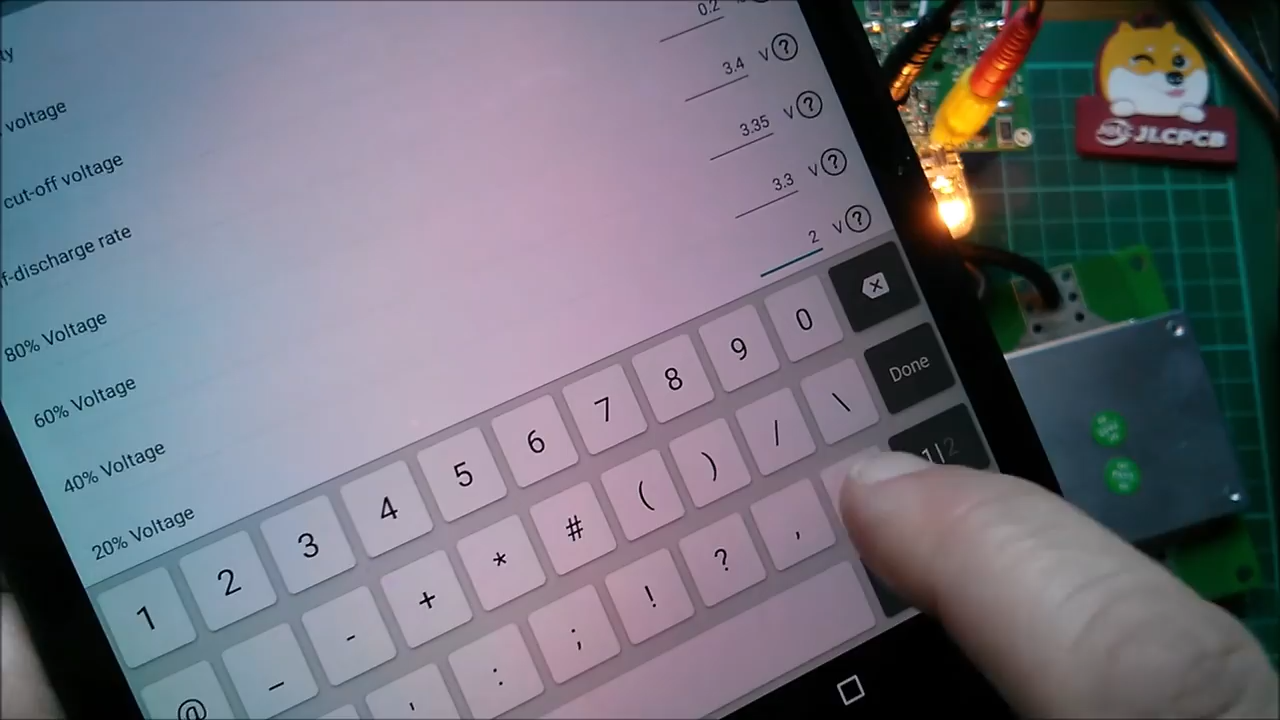 ty
0.2
voltage
3.4 V ?
cut-off voltage
3.35 V ?
f-discharge rate
3.3 V ?
80% Voltage
2 V ?
60% Voltage
40% Voltage
20% Voltage
1 2 3 4 5 6 7 8 9 0
@ _ - + * # ( ) / \ Done
' : ; ! ? , 1|2
JLCPCB